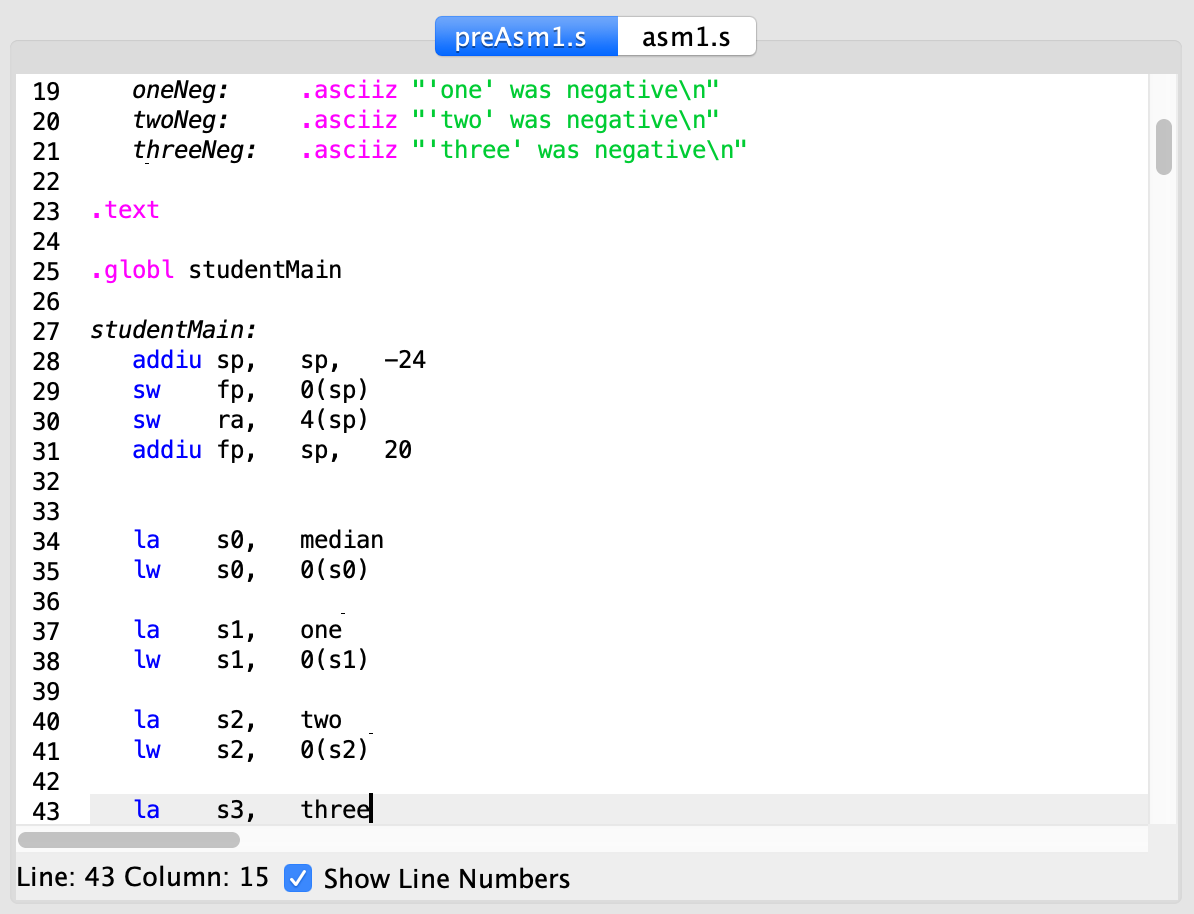 preAsm1.s asm1.s
19 oneNeg: .asciiz "'one' was negative\n"
20 twoNeg: .asciiz "'two' was negative\n"
21 threeNeg: .asciiz "'three' was negative\n"
22
23 .text
24
25 .globl studentMain
26
27 studentMain:
28 addiu sp, sp, -24
29 sw fp, 0(sp)
30 sw ra, 4(sp)
31 addiu fp, sp, 20
32
33
34 la s0, median
35 lw s0, 0(s0)
36
37 la s1, one
38 lw s1, 0(s1)
39
40 la s2, two
41 lw s2, 0(s2)
42
43 la s3, three
Line: 43 Column: 15 Show Line Numbers